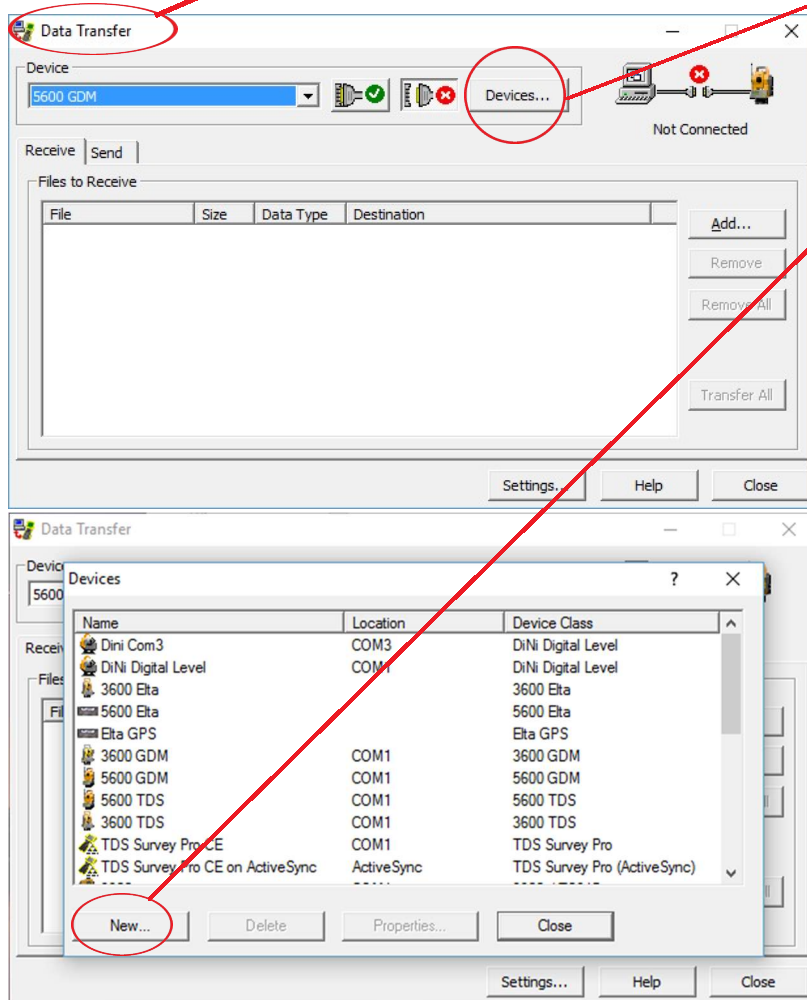 Data Transfer
Device
5600 GDM
Devices...
Not Connected
Receive Send
Files to Receive
File Size Data Type Destination
Add...
Remove
Remove All
Transfer All
Settings... Help Close
Data Transfer
Devices ?
5600
Name Location Device Class
Dini Com3 COM3 DiNi Digital Level
DiNi Digital Level COM1 DiNi Digital Level
3600 Elta 3600 Elta
5600 Elta 5600 Elta
Elta GPS Elta GPS
3600 GDM COM1 3600 GDM
5600 GDM COM1 5600 GDM
5600 TDS COM1 5600 TDS
3600 TDS COM1 3600 TDS
TDS Survey Pro CE COM1 TDS Survey Pro
TDS Survey Pro CE on ActiveSync ActiveSync TDS Survey Pro (ActiveSync)
New... Delete Properties... Close
Settings... Help Close